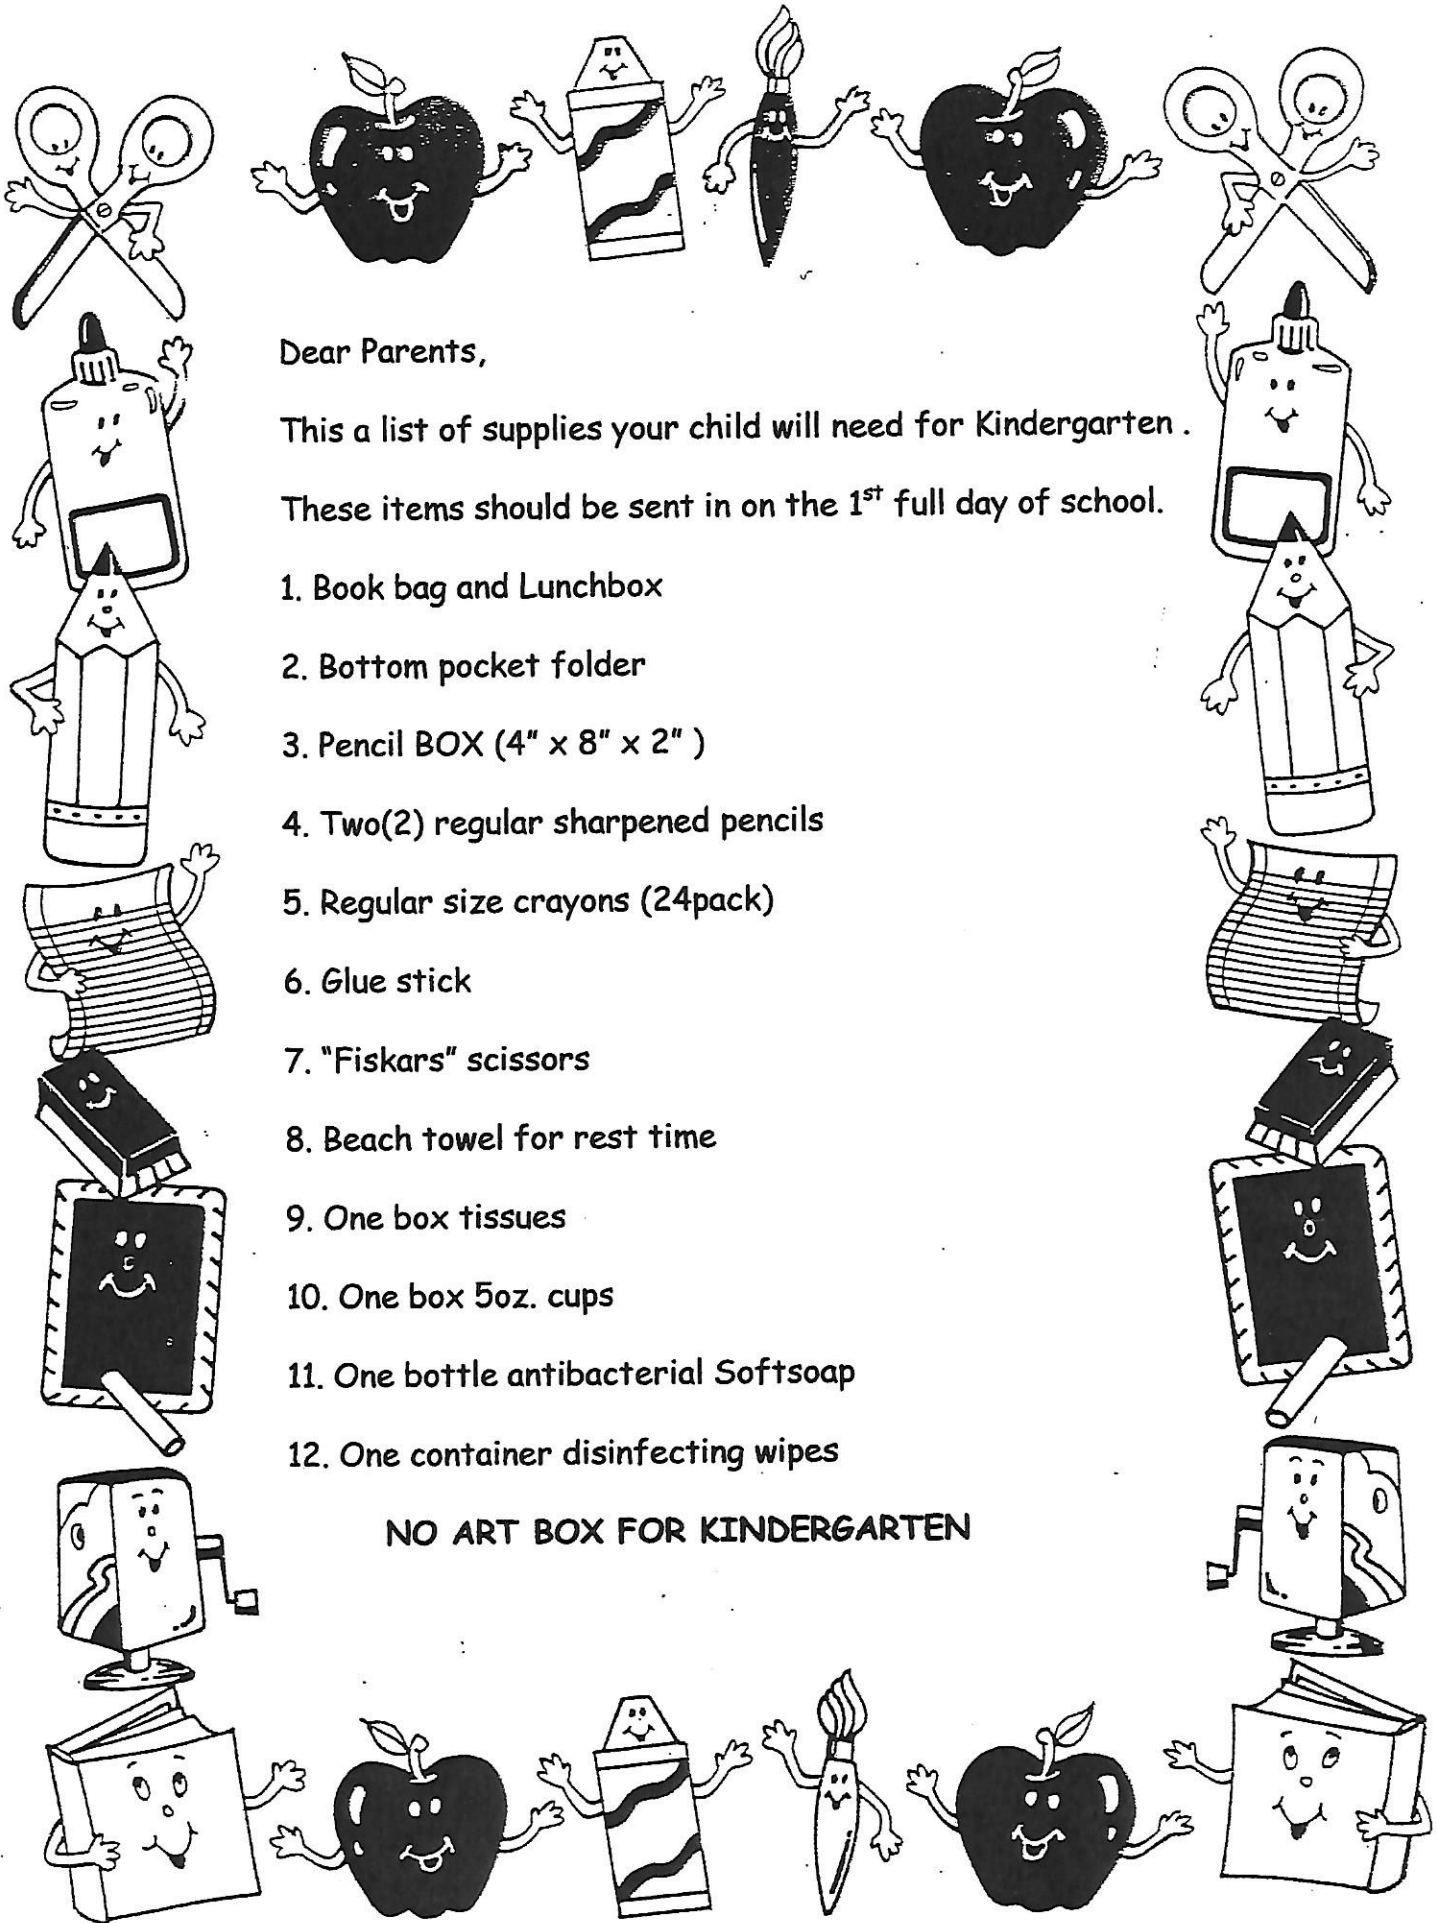 Dear Parents,
This a list of supplies your child will need for Kindergarten .
These items should be sent in on the 1st full day of school.
1. Book bag and Lunchbox
2. Bottom pocket folder
3. Pencil BOX (4" x 8" x 2" )
4. Two(2) regular sharpened pencils
5. Regular size crayons (24pack)
6. Glue stick
7. "Fiskars" scissors
8. Beach towel for rest time
9. One box tissues
10. One box 5oz. cups
11. One bottle antibacterial Softsoap
12. One container disinfecting wipes
NO ART BOX FOR KINDERGARTEN